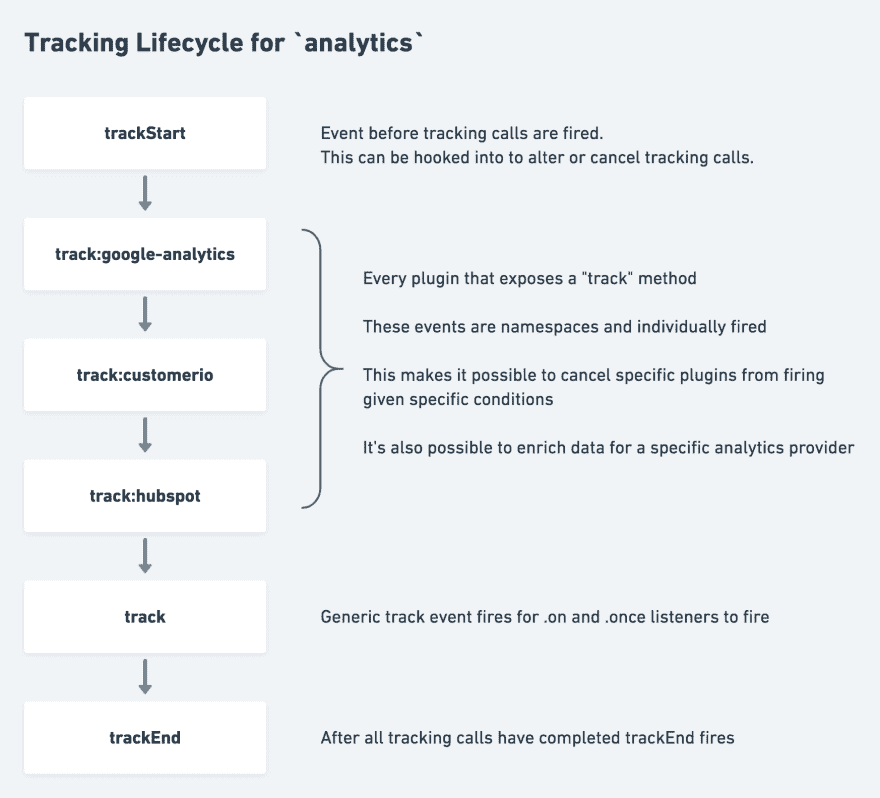 Tracking Lifecycle for `analytics`
trackStart
Event before tracking calls are fired.
This can be hooked into to alter or cancel tracking calls.
track:google-analytics
Every plugin that exposes a "track" method
These events are namespaces and individually fired
track:customerio
This makes it possible to cancel specific plugins from firing
given specific conditions
It's also possible to enrich data for a specific analytics provider
track:hubspot
track
Generic track event fires for .on and .once listeners to fire
trackEnd
After all tracking calls have completed trackEnd fires